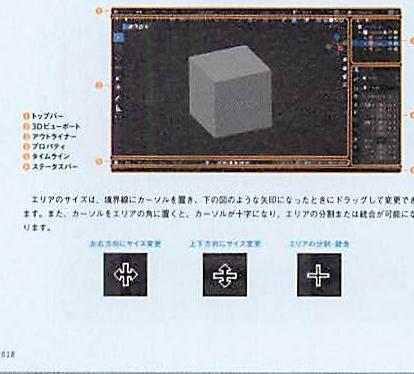 トップバー
3Dビューポート
アウトライナー
プロパティ
タイムライン
ステータスバー
エリアのサイズは、境界線にカーソルを置き、下の図のような矢印になったときにドラッグして変更でき
ます。また、カーソルをエリアの角に置くと、カーソルが十字になり、エリアの分割または統合が可能にな
ります。
左右方向にサイズ変更
上下方向にサイズ変更
エリアの分割・統合
018